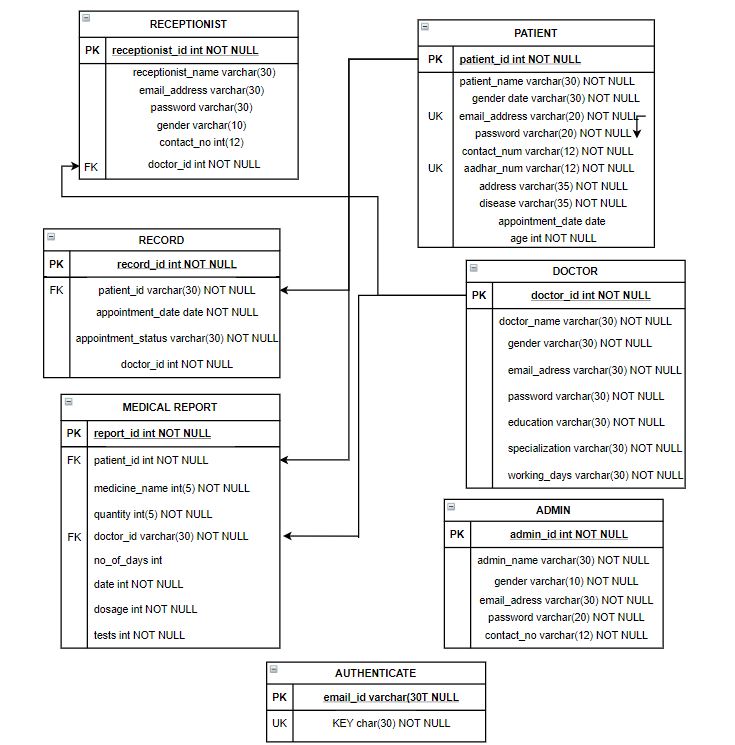 RECEPTIONIST
PK receptionist_id int NOT NULL
receptionist_name varchar(30)
email_address varchar(30)
password varchar(30)
gender varchar(10)
contact_no int(12)
FK doctor_id int NOT NULL
PATIENT
PK patient_id int NOT NULL
patient_name varchar(30) NOT NULL
gender date varchar(30) NOT NULL
UK email_address varchar(20) NOT NULL
password varchar(20) NOT NULL
contact_num varchar(12) NOT NULL
UK aadhar_num varchar(12) NOT NULL
address varchar(35) NOT NULL
disease varchar(35) NOT NULL
appointment_date date
age int NOT NULL
RECORD
PK record_id int NOT NULL
FK patient_id varchar(30) NOT NULL
appointment_date date NOT NULL
appointment_status varchar(30) NOT NULL
doctor_id int NOT NULL
DOCTOR
PK doctor_id int NOT NULL
doctor_name varchar(30) NOT NULL
gender varchar(30) NOT NULL
email_adress varchar(30) NOT NULL
password varchar(30) NOT NULL
education varchar(30) NOT NULL
specialization varchar(30) NOT NULL
working_days varchar(30) NOT NULL
MEDICAL REPORT
PK report_id int NOT NULL
FK patient_id int NOT NULL
medicine_name int(5) NOT NULL
quantity int(5) NOT NULL
FK doctor_id varchar(30) NOT NULL
no_of_days int
date int NOT NULL
dosage int NOT NULL
tests int NOT NULL
ADMIN
PK admin_id int NOT NULL
admin_name varchar(30) NOT NULL
gender varchar(10) NOT NULL
email_adress varchar(30) NOT NULL
password varchar(20) NOT NULL
contact_no varchar(12) NOT NULL
AUTHENTICATE
PK email_id varchar(30T NULL
UK KEY char(30) NOT NULL